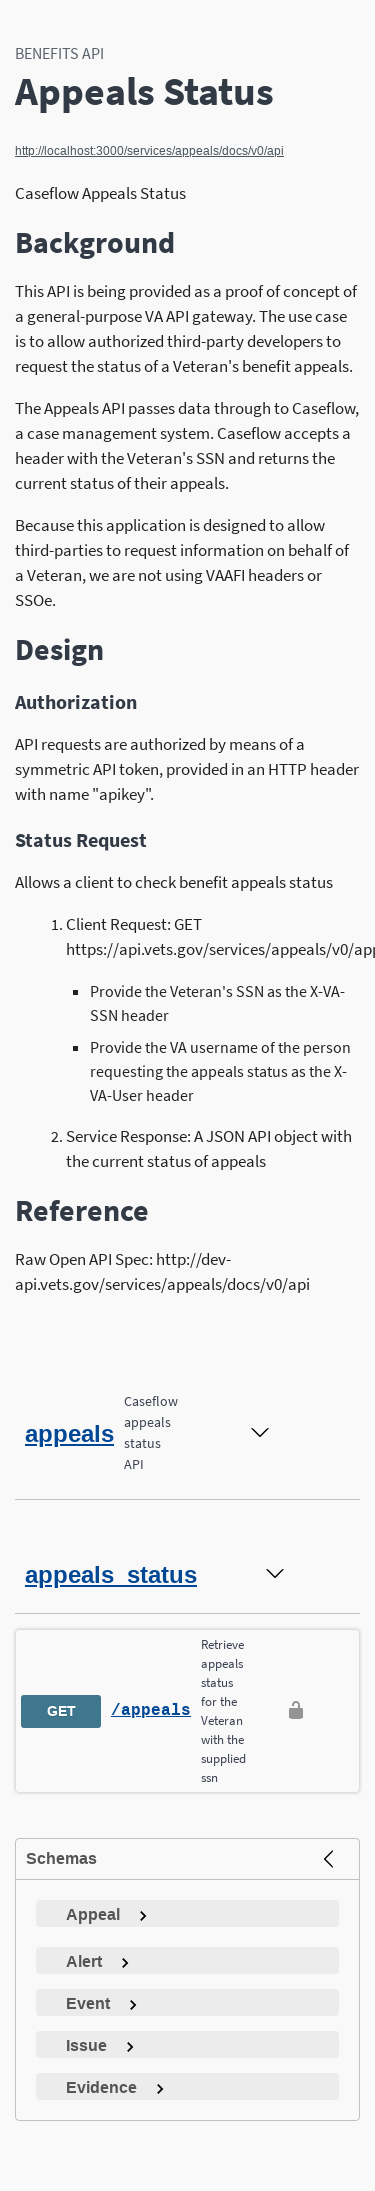 BENEFITS API
Appeals Status
http://localhost:3000/services/appeals/docs/v0/api
Caseflow Appeals Status
Background
This API is being provided as a proof of concept of
a general-purpose VA API gateway. The use case
is to allow authorized third-party developers to
request the status of a Veteran's benefit appeals.
The Appeals API passes data through to Caseflow,
a case management system. Caseflow accepts a
header with the Veteran's SSN and returns the
current status of their appeals.
Because this application is designed to allow
third-parties to request information on behalf of
a Veteran, we are not using VAAFI headers or
SSOe.
Design
Authorization
API requests are authorized by means of a
symmetric API token, provided in an HTTP header
with name "apikey".
Status Request
Allows a client to check benefit appeals status
1. Client Request: GET
https://api.vets.gov/services/appeals/v0/app
▪ Provide the Veteran's SSN as the X-VA-
SSN header
▪ Provide the VA username of the person
requesting the appeals status as the X-
VA-User header
2. Service Response: A JSON API object with
the current status of appeals
Reference
Raw Open API Spec: http://dev-
api.vets.gov/services/appeals/docs/v0/api
appeals
Caseflow
appeals
status
API
appeals_status
GET
/appeals
Retrieve
appeals
status
for the
Veteran
with the
supplied
ssn
Schemas
Appeal
Alert
Event
Issue
Evidence